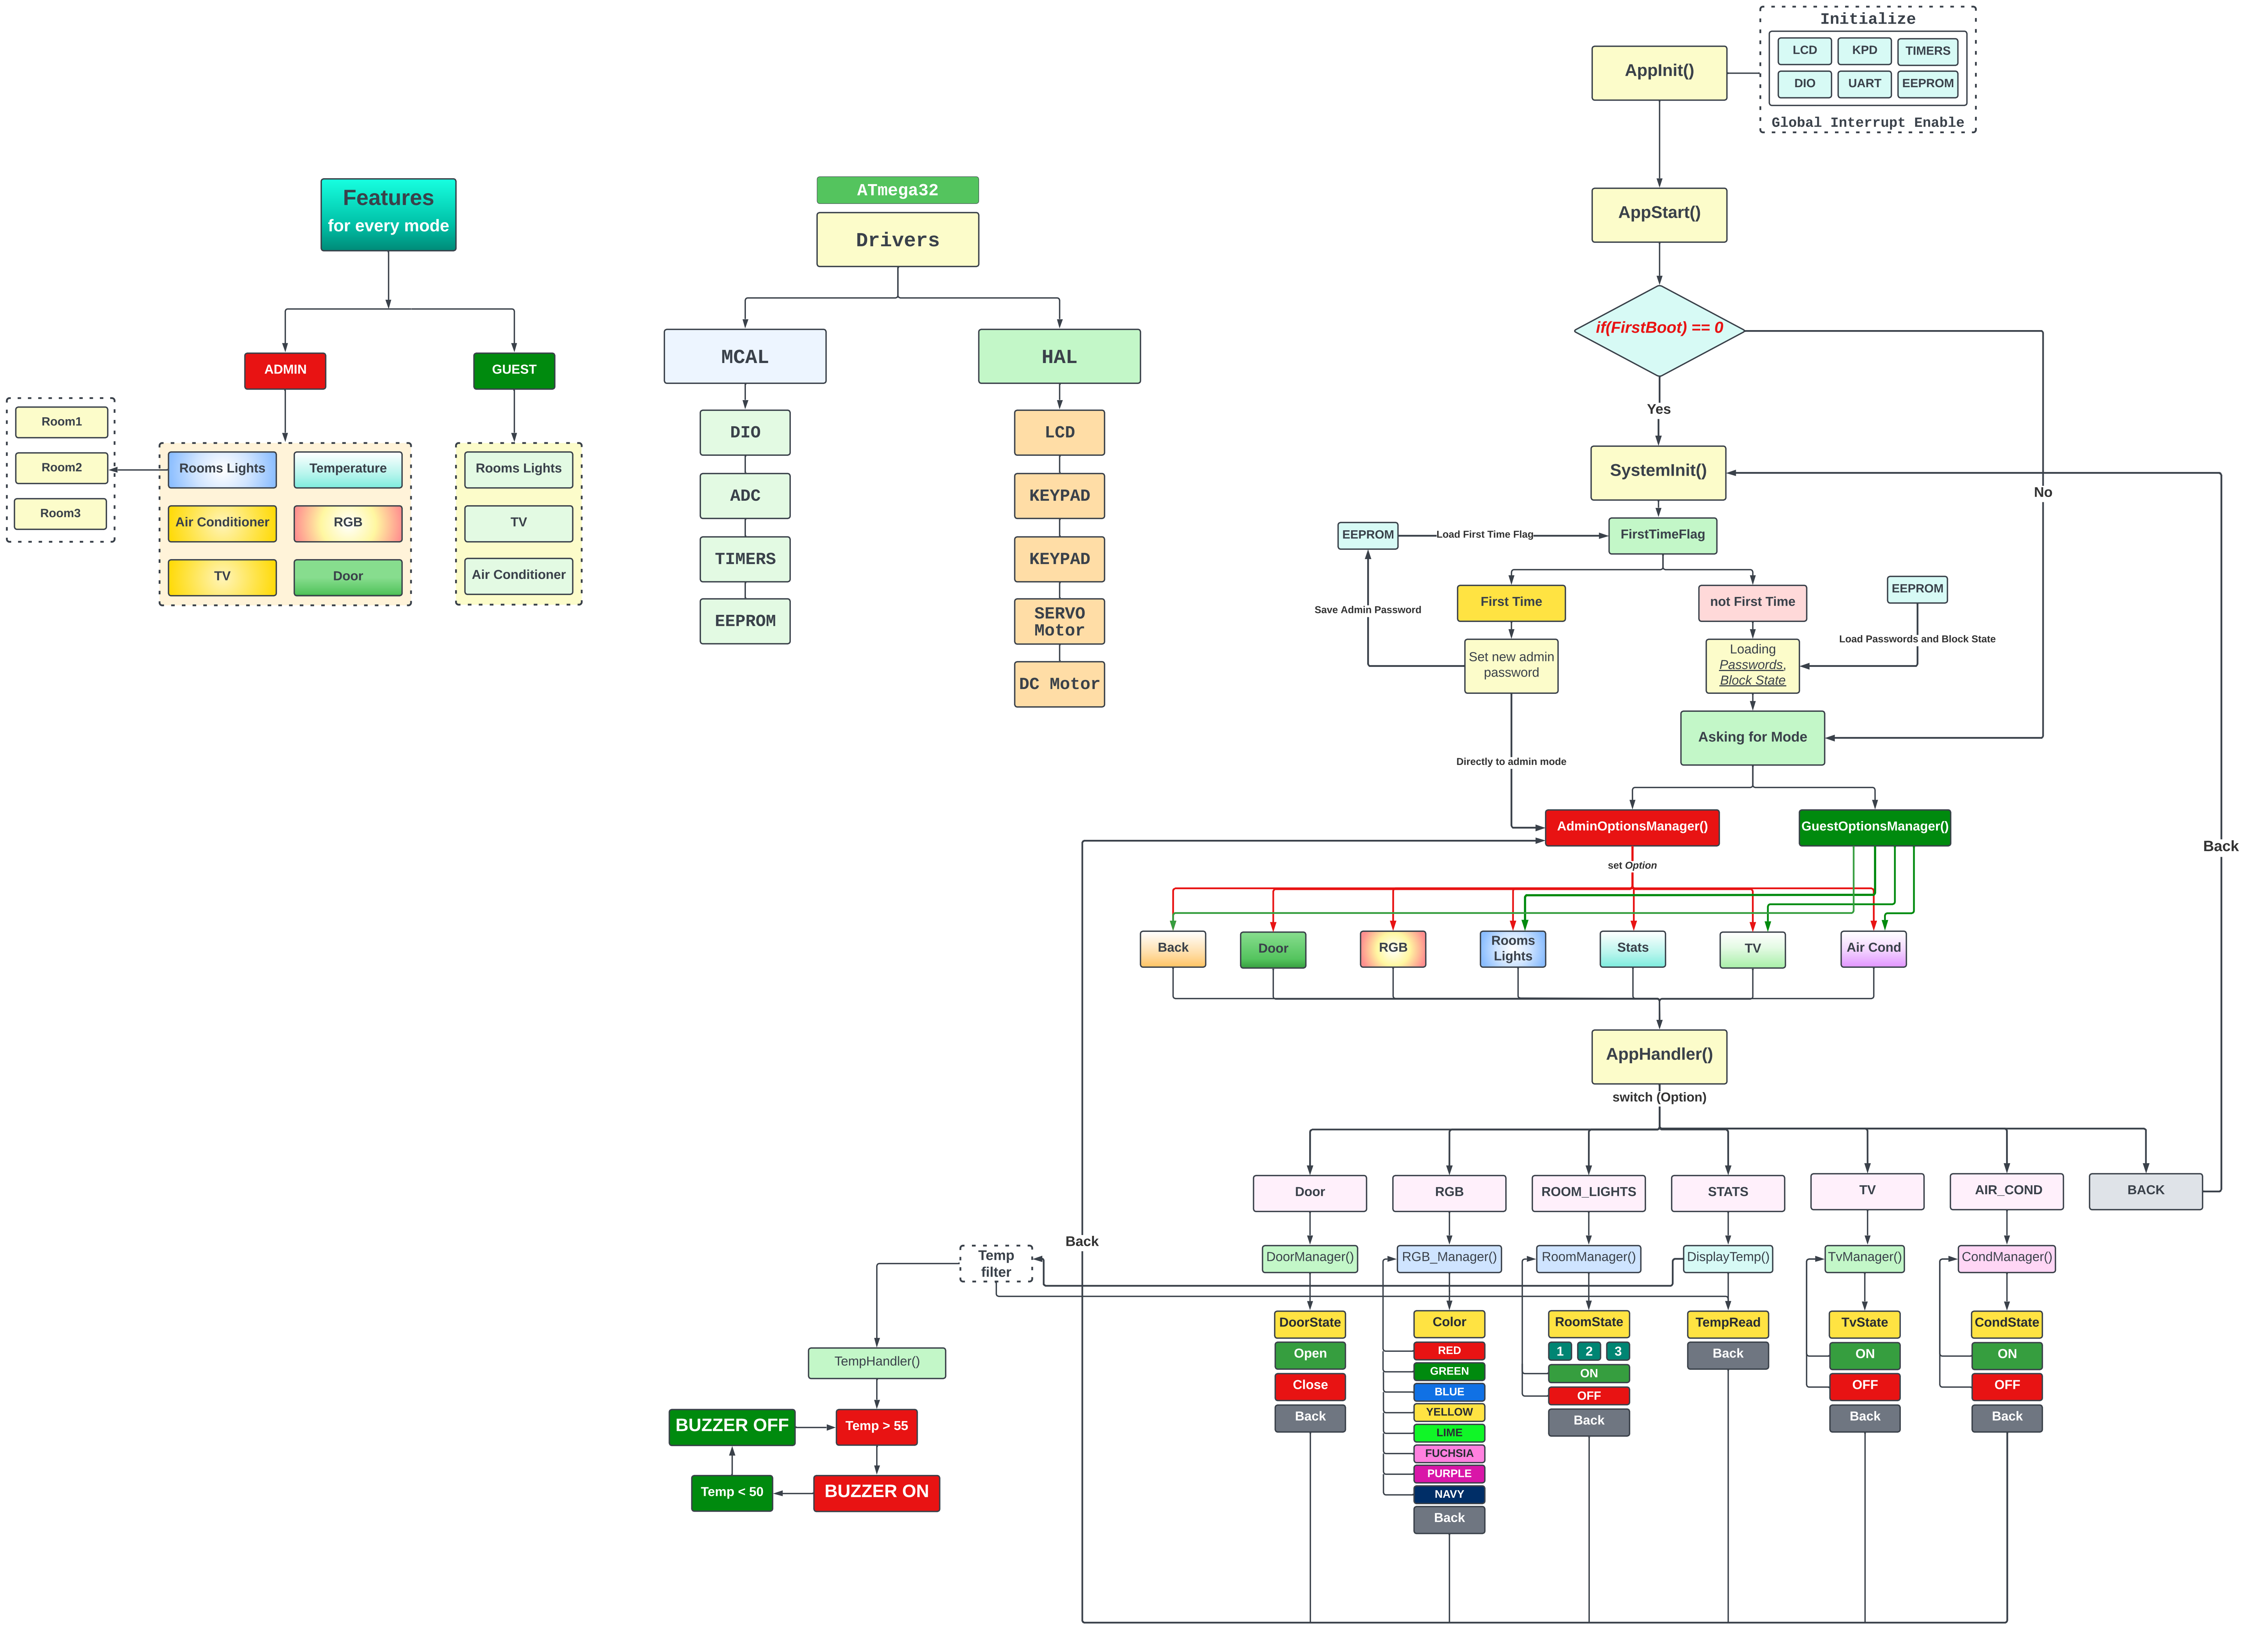 Features
for every mode
ADMIN
GUEST
Room1
Room2
Room3
Rooms Lights
Temperature
Air Conditioner
RGB
TV
Door
Rooms Lights
TV
Air Conditioner
ATmega32
Drivers
MCAL
HAL
DIO
ADC
TIMERS
EEPROM
LCD
KEYPAD
KEYPAD
SERVO
Motor
DC Motor
AppInit()
Initialize
LCD
KPD
TIMERS
DIO
UART
EEPROM
Global Interrupt Enable
AppStart()
if(FirstBoot) == 0
Yes
No
SystemInit()
EEPROM
Load First Time Flag
FirstTimeFlag
Save Admin Password
First Time
not First Time
EEPROM
Load Passwords and Block State
Set new admin
password
Loading
Passwords,
Block State
Asking for Mode
Directly to admin mode
AdminOptionsManager()
GuestOptionsManager()
Back
set Option
Back
Door
RGB
Rooms
Lights
Stats
TV
Air Cond
AppHandler()
switch (Option)
Door
RGB
ROOM_LIGHTS
STATS
TV
AIR_COND
BACK
Back
Temp
filter
DoorManager()
RGB_Manager()
RoomManager()
DisplayTemp()
TvManager()
CondManager()
DoorState
Open
Close
Back
Color
RED
GREEN
BLUE
YELLOW
LIME
FUCHSIA
PURPLE
NAVY
Back
RoomState
1 2 3
ON
OFF
Back
TempRead
Back
TvState
ON
OFF
Back
CondState
ON
OFF
Back
TempHandler()
BUZZER OFF
Temp > 55
Temp < 50
BUZZER ON